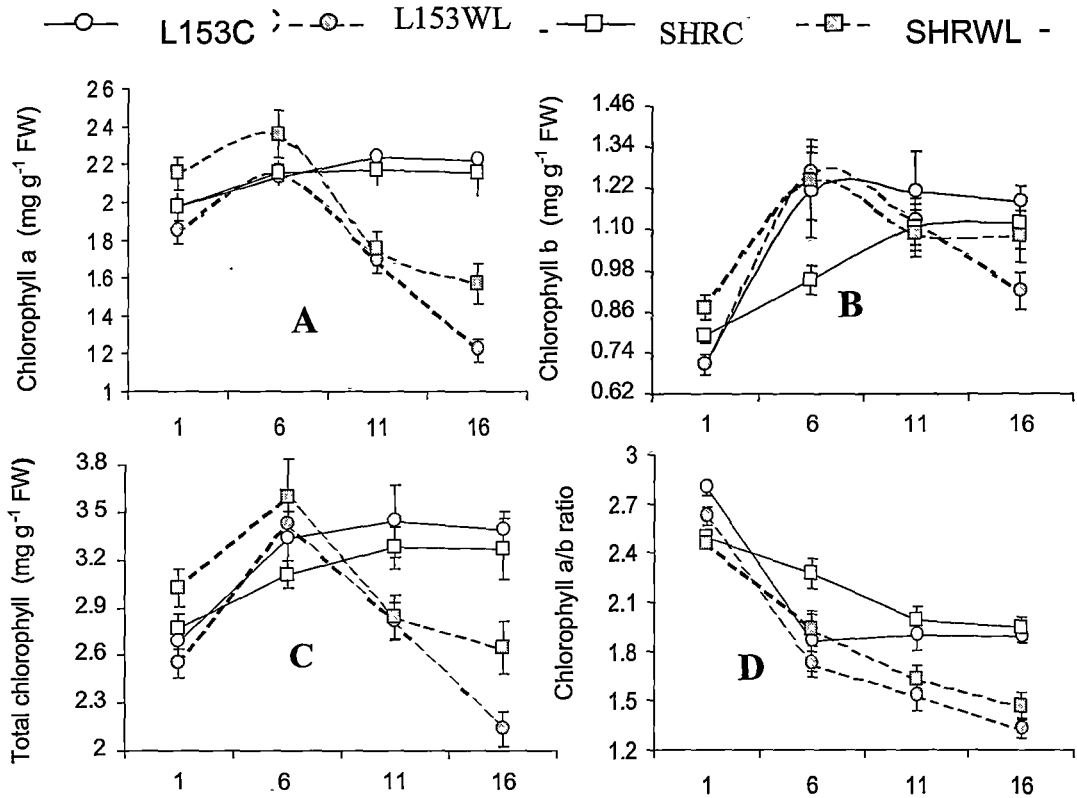 L153C
L153WL
SHRC
SHRWL
Chlorophyll a (mg g⁻¹ FW)
26
24
22
2
18
1.6
14
12
1
A
1 6 11 16
Chlorophyll b (mg g⁻¹ FW)
1.46
1.34
1.22
1.10
0.98
0.86
0.74
0.62
B
1 6 11 16
Total chlorophyll (mg g⁻¹ FW)
3.8
3.5
3.2
2.9
2.6
2.3
2
C
1 6 11 16
Chlorophyll a/b ratio
3
2.7
2.4
2.1
1.8
1.5
1.2
D
1 6 11 16